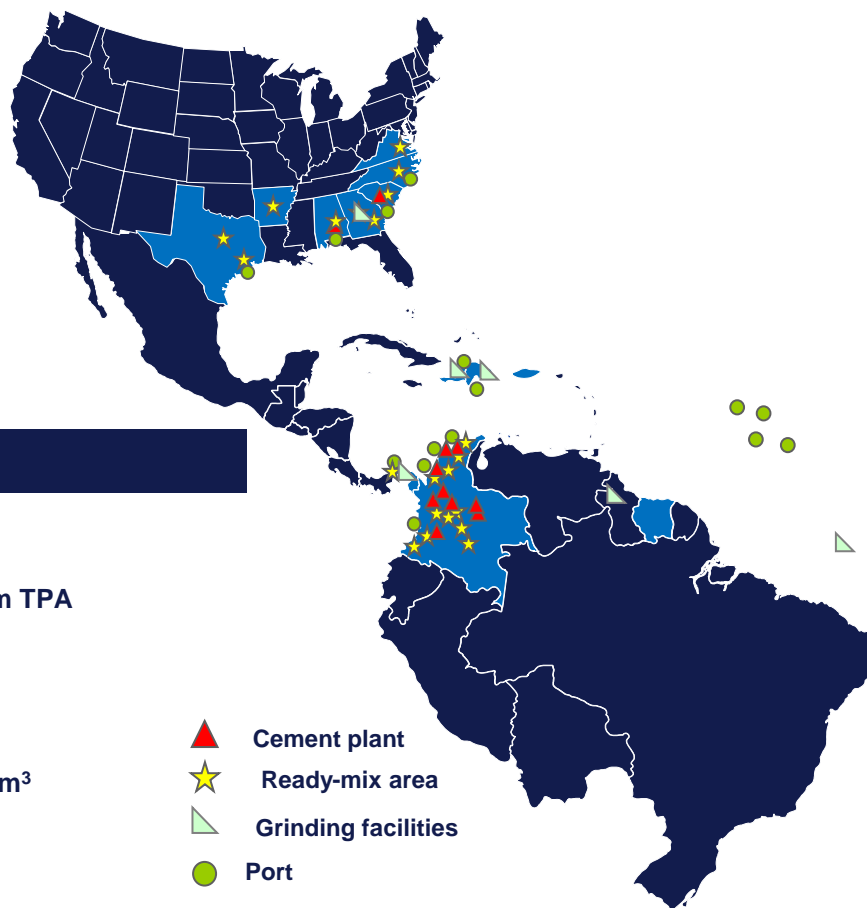 TPA
m³
Cement plant
Ready-mix area
Grinding facilities
Port